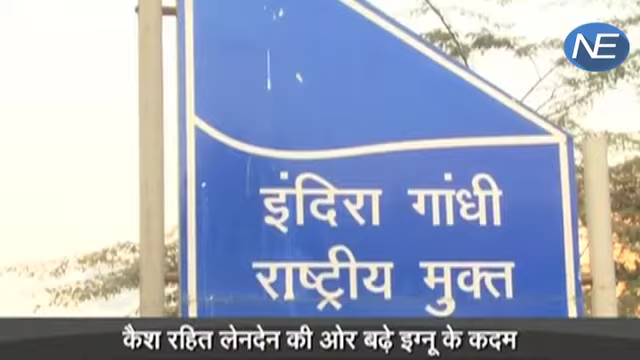 NE
इंदिरा गांधी
राष्ट्रीय मुक्त
कैश रहित लेनदेन की ओर बढ़े इग्नू के कदम